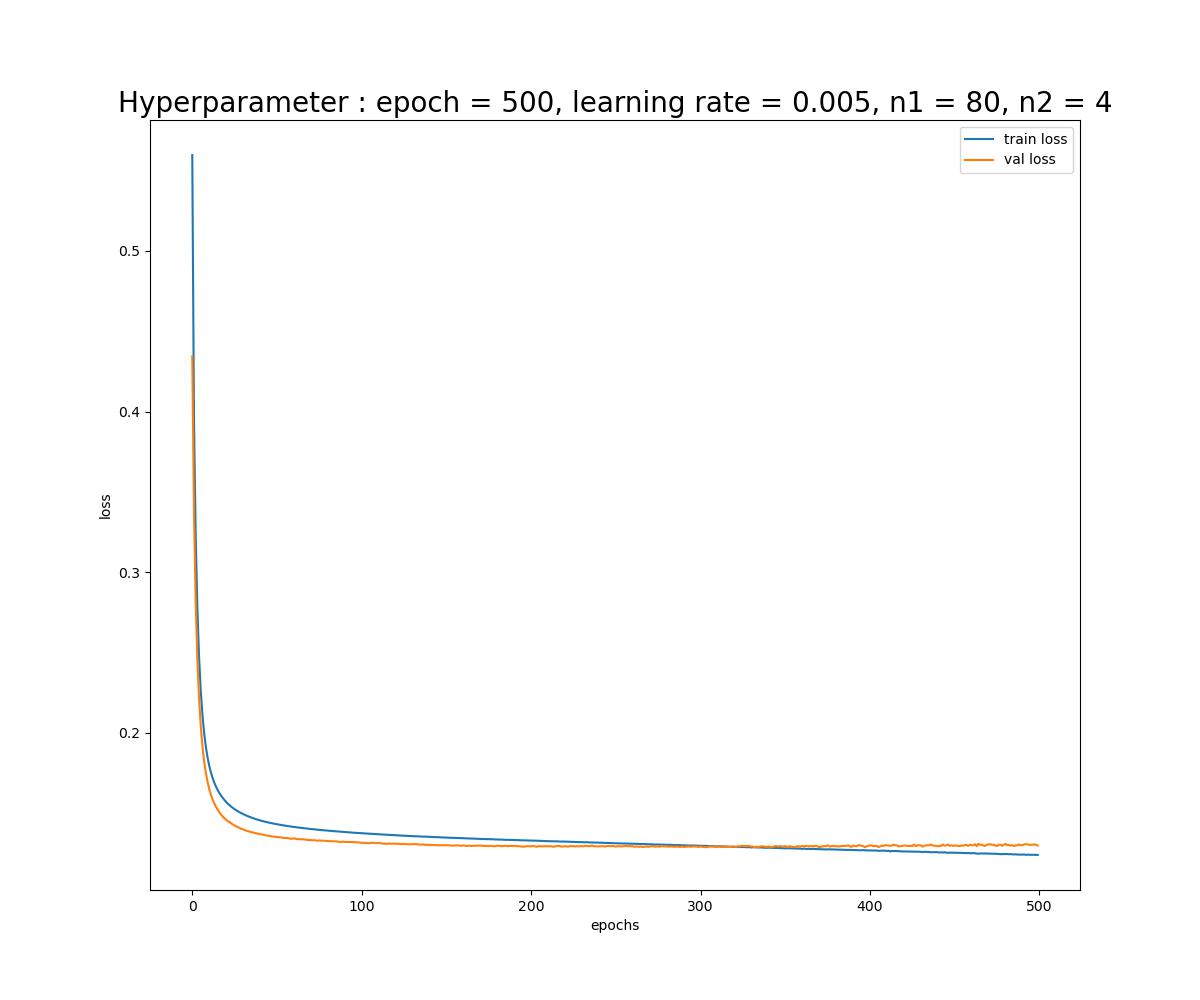 Hyperparameter : epoch = 500, learning rate = 0.005, n1 = 80, n2 = 4
train loss
val loss
0.5
0.4
0.3
0.2
loss
0 100 200 300 400 500
epochs